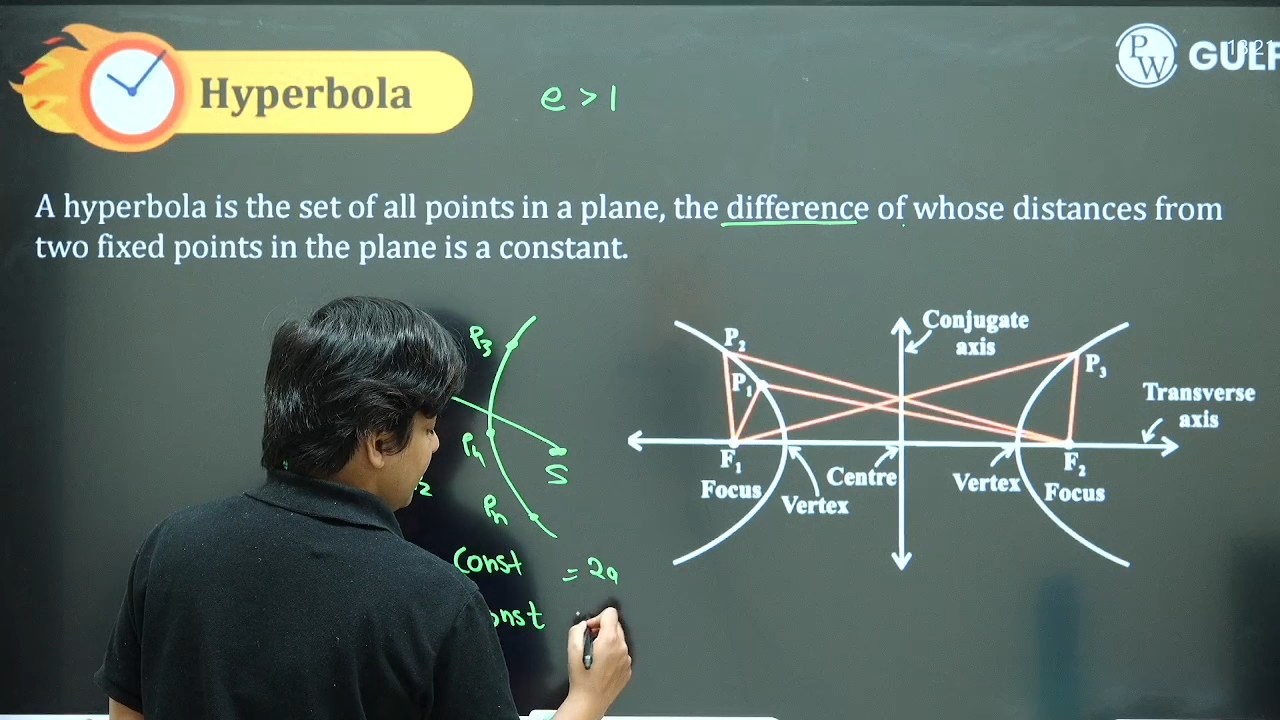 Hyperbola
e > 1
PW
GULF
A hyperbola is the set of all points in a plane, the difference of whose distances from
two fixed points in the plane is a constant.
P3
P2
P1
P3
Conjugate
axis
Transverse
axis
F1
Focus
Vertex
Centre
Vertex
F2
Focus
S
2
Const = 2a
onst